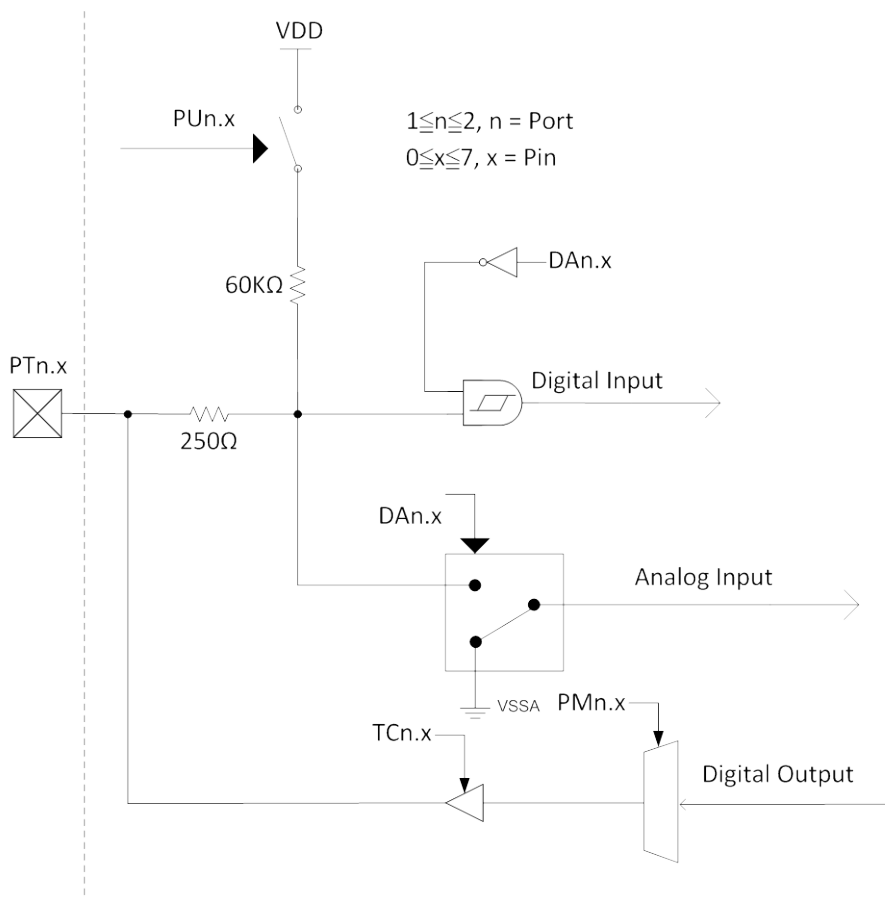 VDD
PUn.x
1≦n≦2, n = Port
0≦x≦7, x = Pin
DAn.x
60KΩ
PTn.x
Digital Input
250Ω
DAn.x
Analog Input
VSSA
PMn.x
TCn.x
Digital Output